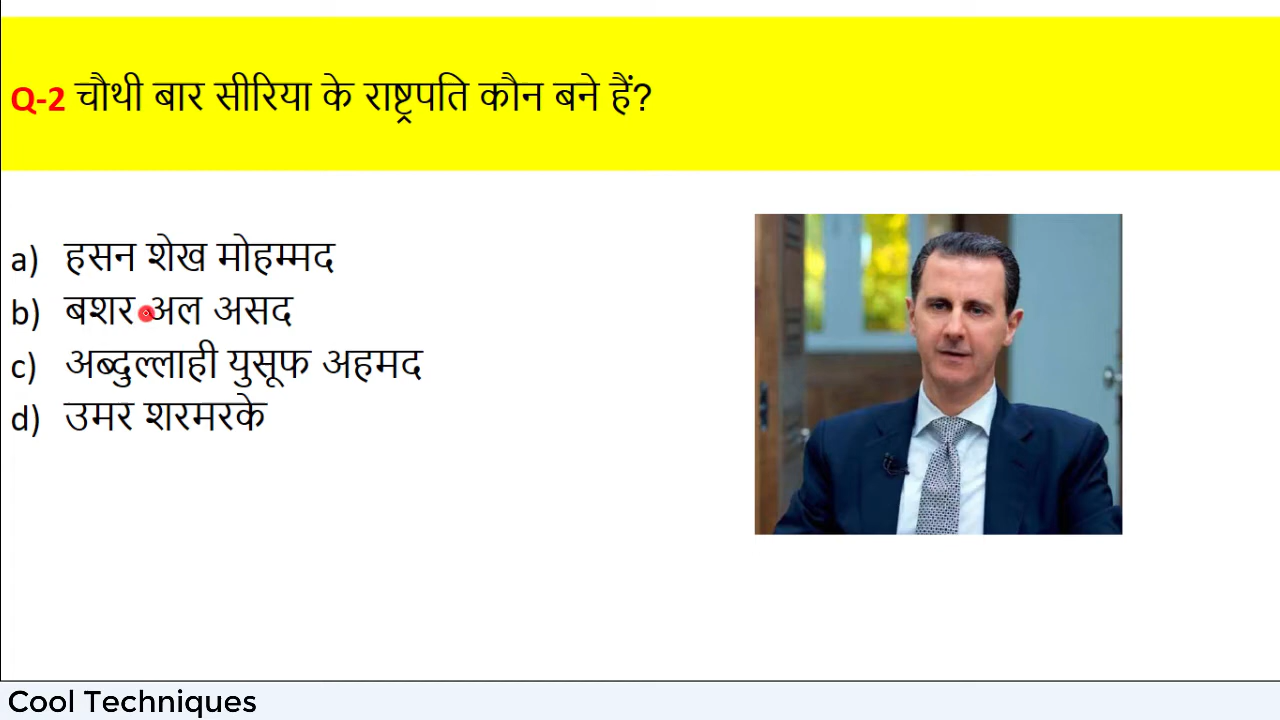 Q-2 चौथी बार सीरिया के राष्ट्रपति कौन बने हैं?
a) हसन शेख मोहम्मद
b) बशर अल असद
c) अब्दुल्लाही युसूफ अहमद
d) उमर शरमरके
Cool Techniques